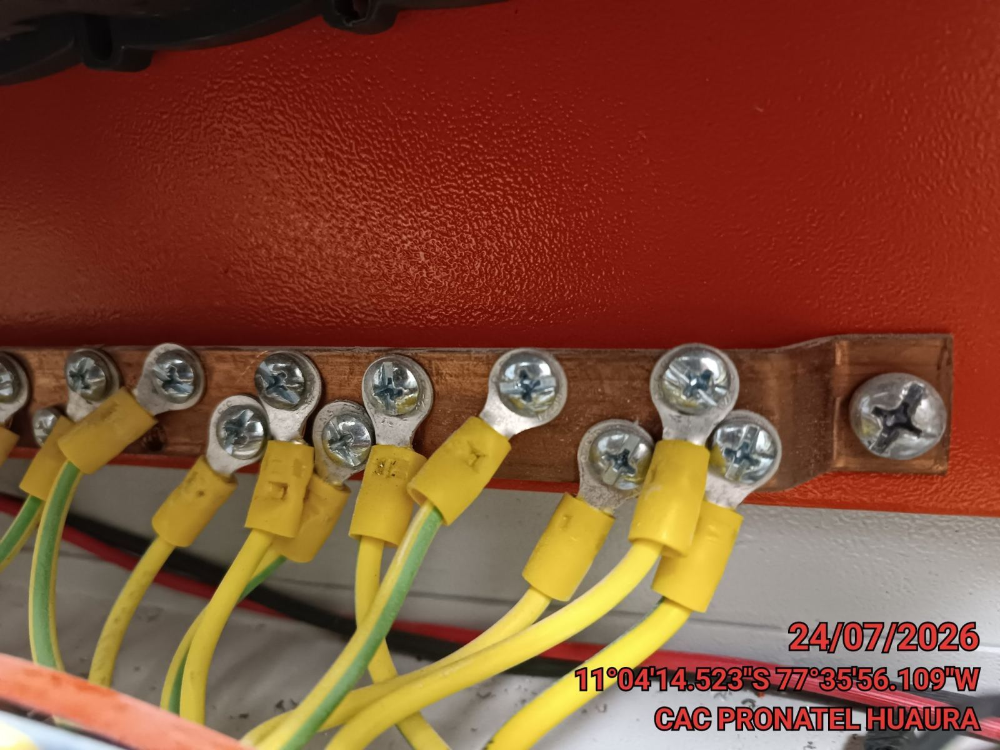 24/07/2026
11°04'14.523"S 77°35'56.109"W
CAC PRONATEL HUAURA